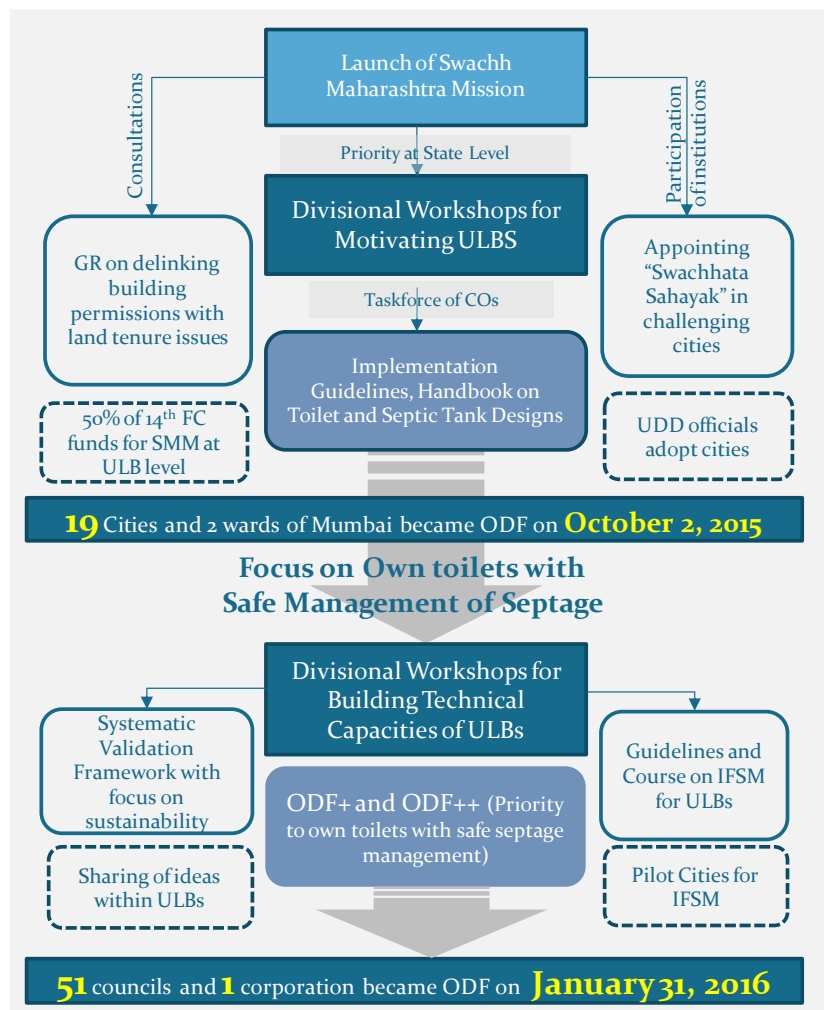 Launch of Swachh
Maharashtra Mission
Consultations
Participation
of institutions
Priority at State Level
Divisional Workshops for
Motivating ULBS
GR on delinking
building
permissions with
land tenure issues
Appointing
“Swachhata
Sahayak” in
challenging
cities
Taskforce of COs
Implementation
Guidelines, Handbook on
Toilet and Septic Tank Designs
50% of 14th FC
funds for SMM at
ULB level
UDD officials
adopt cities
19 Cities and 2 wards of Mumbai became ODF on October 2, 2015
Focus on Own toilets with
Safe Management of Septage
Divisional Workshops for
Building Technical
Capacities of ULBs
Systematic
Validation
Framework with
focus on
sustainability
Guidelines and
Course on IFSM
for ULBs
ODF+ and ODF++ (Priority
to own toilets with safe septage
management)
Sharing of ideas
within ULBs
Pilot Cities for
IFSM
51 councils and 1 corporation became ODF on January 31, 2016